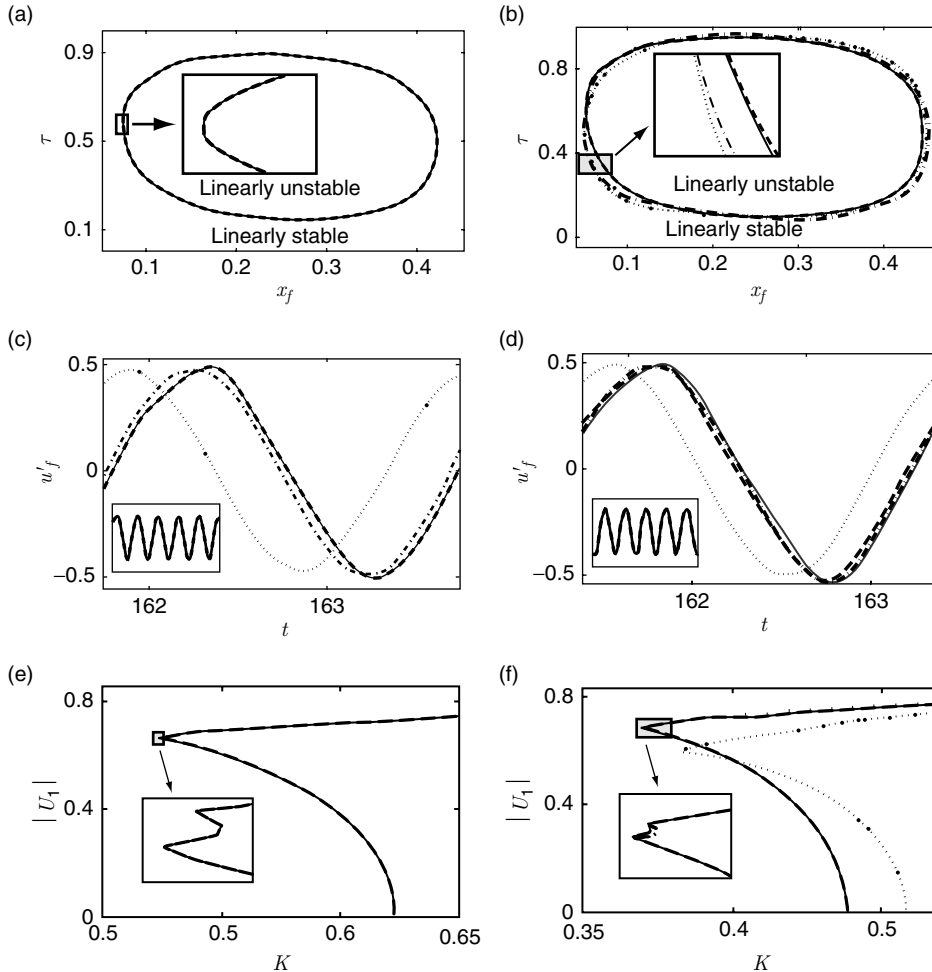 (a)
0.9
τ
0.5
0.1
Linearly unstable
Linearly stable
0.1 0.2 0.3 0.4
x_f
(b)
0.8
τ
0.4
0
Linearly unstable
Linearly stable
0.1 0.2 0.3 0.4
x_f
(c)
0.5
u'_f
0
−0.5
162 163
t
(d)
0.5
u'_f
0
−0.5
162 163
t
(e)
0.8
|U_1|
0.4
0
0.5 0.5 0.6 0.65
K
(f)
0.8
|U_1|
0.4
0
0.35 0.4 0.5
K